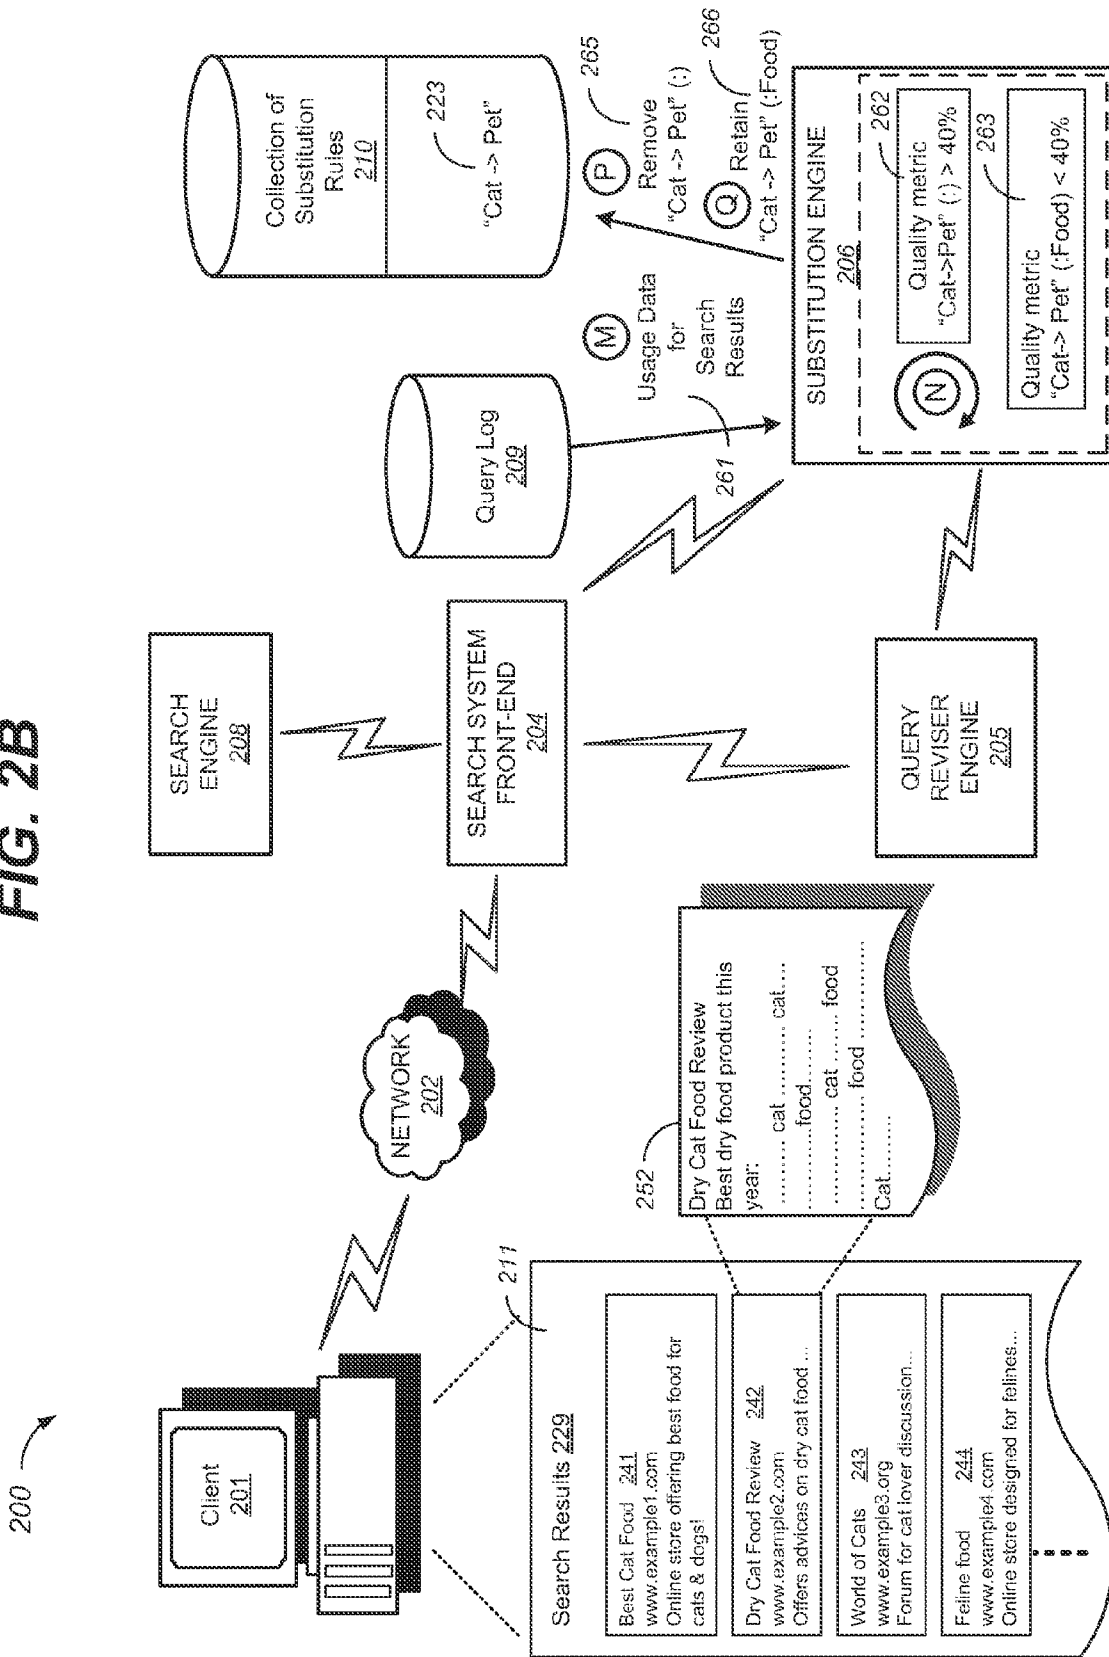 FIG. 2B
200
Client
201
NETWORK
202
SEARCH
ENGINE
208
SEARCH SYSTEM
FRONT-END
204
QUERY
REVISER
ENGINE
205
Query Log
209
Collection of
Substitution
Rules
210
"Cat -> Pet"
223
M
Usage Data
for
Search
Results
261
P
265
Remove
"Cat -> Pet" (:)
Q
Retain
266
"Cat -> Pet" (:Food)
SUBSTITUTION ENGINE
206
N
Quality metric
"Cat->Pet" (:) > 40%
262
Quality metric
"Cat-> Pet" (:Food) < 40%
263
211
Search Results 229
Best Cat Food 241
www.example1.com
Online store offering best food for
cats & dogs!
Dry Cat Food Review 242
www.example2.com
Offers advices on dry cat food ...
World of Cats 243
www.example3.org
Forum for cat lover discussion...
Feline food 244
www.example4.com
Online store designed for felines...
252
Dry Cat Food Review
Best dry food product this
year:
............ cat ............ cat....
............food.........
............... cat ...... food
.................. food ...............
Cat.........